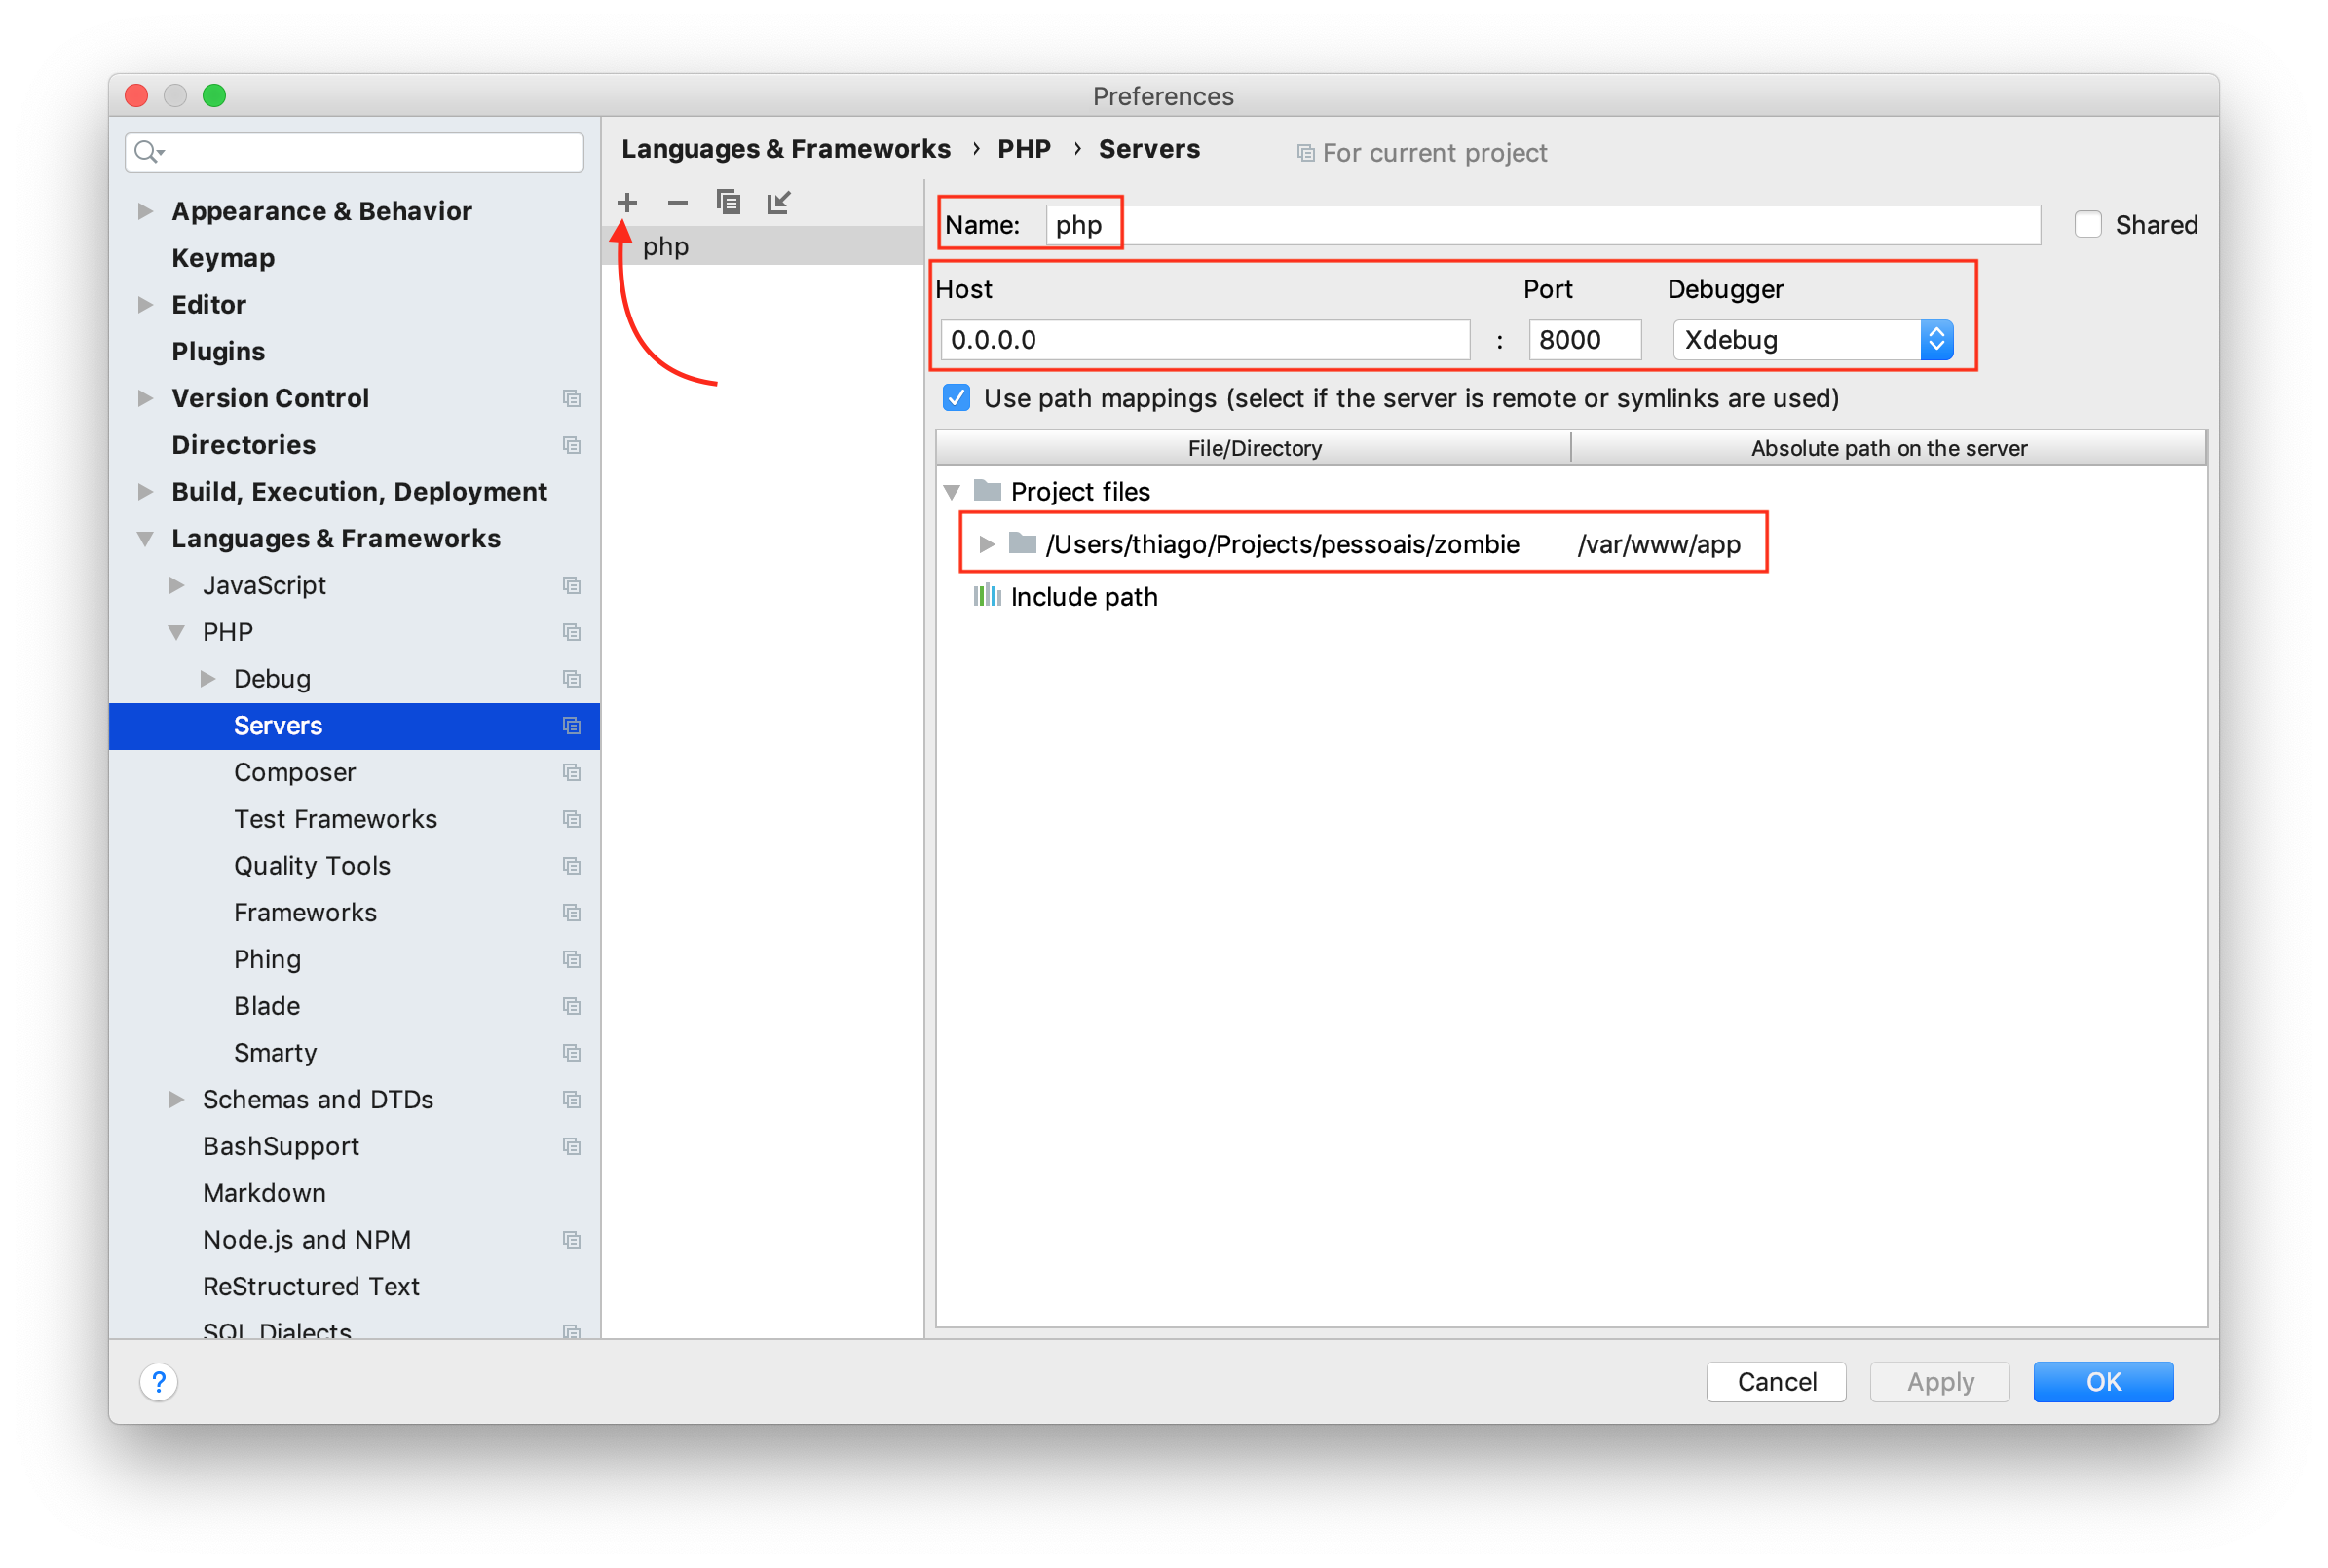 Preferences
Appearance & Behavior
Keymap
Editor
Plugins
Version Control
Directories
Build, Execution, Deployment
Languages & Frameworks
JavaScript
PHP
Debug
Servers
Composer
Test Frameworks
Quality Tools
Frameworks
Phing
Blade
Smarty
Schemas and DTDs
BashSupport
Markdown
Node.js and NPM
ReStructured Text
SQL Dialects
Languages & Frameworks › PHP › Servers For current project
php
Name: php Shared
Host Port Debugger
0.0.0.0 : 8000 Xdebug
Use path mappings (select if the server is remote or symlinks are used)
File/Directory Absolute path on the server
Project files
/Users/thiago/Projects/pessoais/zombie /var/www/app
Include path
? Cancel Apply OK